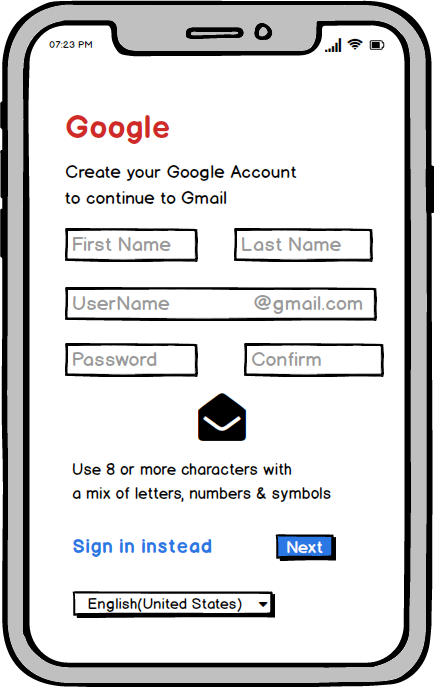 07:23 PM
Google
Create your Google Account
to continue to Gmail
First Name Last Name
UserName @gmail.com
Password Confirm
Use 8 or more characters with
a mix of letters, numbers & symbols
Sign in instead Next
English(United States)